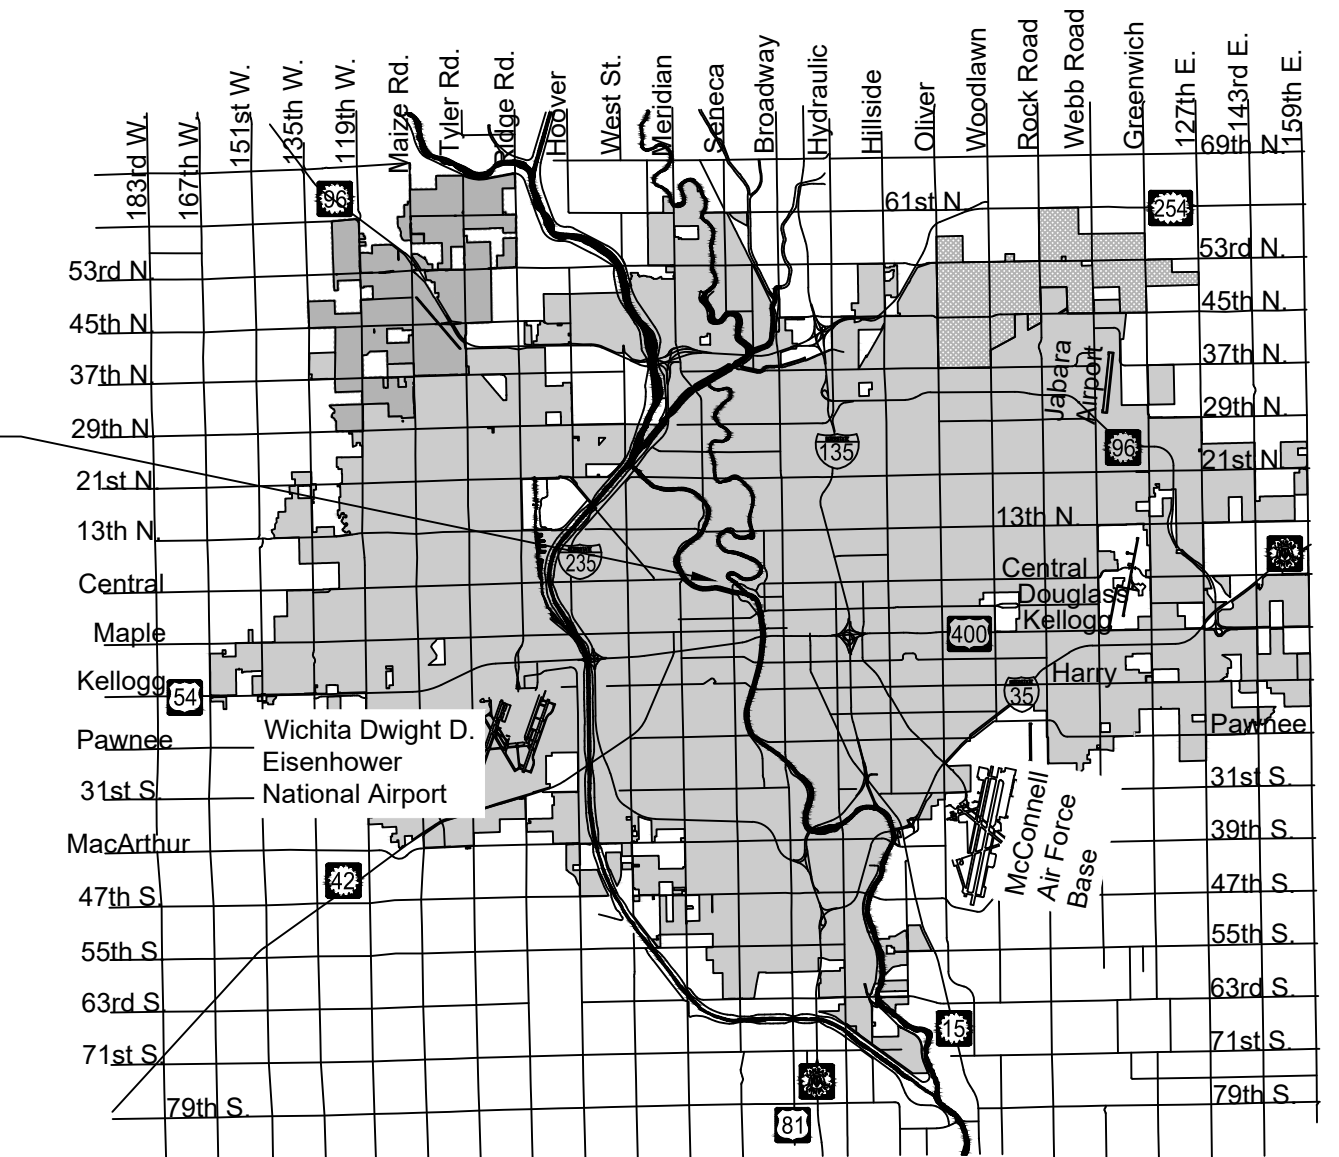 183rd W.
167th W.
151st W.
135th W.
119th W.
Maize Rd.
Tyler Rd.
Ridge Rd.
Hoover
West St.
Meridian
Seneca
Broadway
Hydraulic
Hillside
Oliver
Woodlawn
Rock Road
Webb Road
Greenwich
127th E.
143rd E.
159th E.
69th N.
96
61st N.
254
53rd N.
53rd N.
45th N.
45th N.
37th N.
37th N.
Jabara
Airport
29th N.
29th N.
135
96
21st N.
21st N.
13th N.
13th N.
235
Central
Central
Douglass
Maple
Kellogg
400
Kellogg
54
Harry
35
Pawnee
Pawnee
Wichita Dwight D.
Eisenhower
National Airport
31st S.
31st S.
McConnell
Air Force
Base
MacArthur
39th S.
42
47th S.
47th S.
55th S.
55th S.
63rd S.
63rd S.
15
71st S.
71st S.
79th S.
79th S.
81